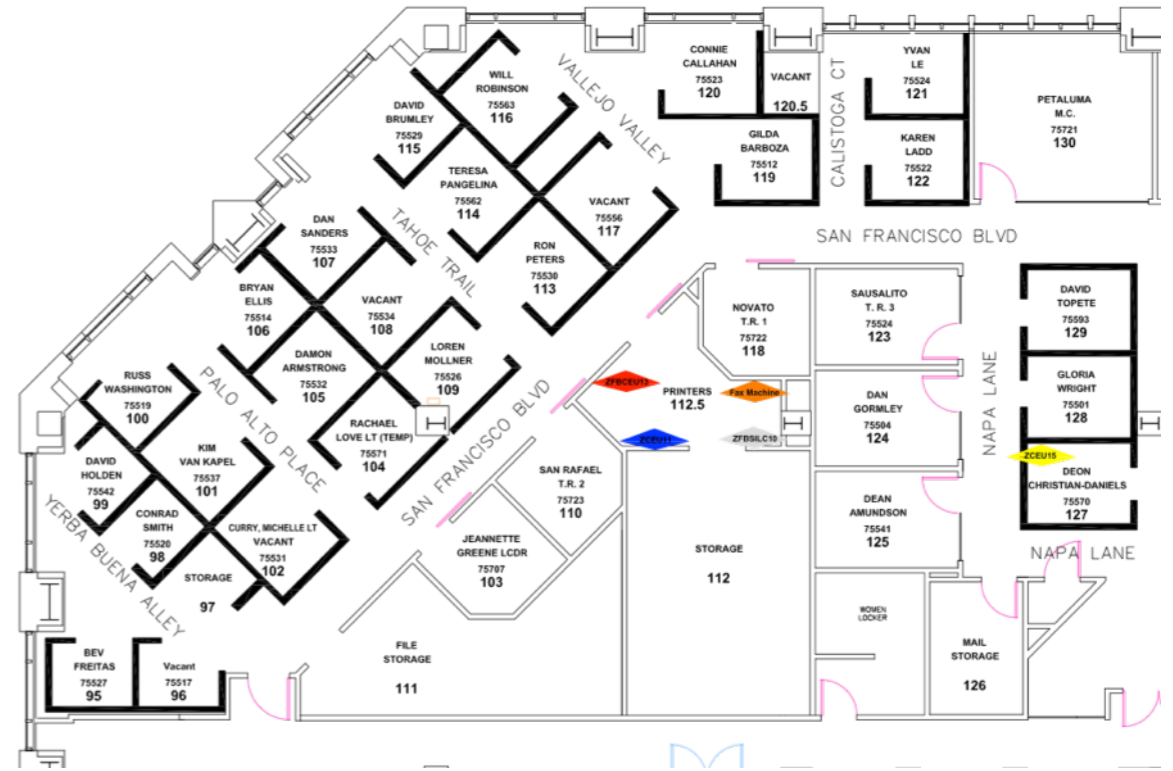 CONNIE
CALLAHAN
75523
120
VACANT
120.5
YVAN
LE
75524
121
PETALUMA
M.C.
75721
130
WILL
ROBINSON
75563
116
VALLEJO VALLEY
CALISTOGA CT
DAVID
BRUMLEY
75529
115
GILDA
BARBOZA
75512
119
KAREN
LADD
75522
122
TERESA
PANGELINA
75562
114
VACANT
75556
117
DAN
SANDERS
75533
107
TAHOE TRAIL
RON
PETERS
75530
113
SAN FRANCISCO BLVD
BRYAN
ELLIS
75514
106
VACANT
75534
108
NOVATO
T.R. 1
75722
118
SAUSALITO
T. R. 3
75524
123
DAVID
TOPETE
75593
129
LOREN
MOLLNER
75526
109
DAMON
ARMSTRONG
75532
105
RUSS
WASHINGTON
75519
100
PALO ALTO PLACE
ZFBCEU13
PRINTERS
112.5
Fax Machine
ZCEU11
ZFBSILC10
DAN
GORMLEY
75504
124
NAPA LANE
GLORIA
WRIGHT
75501
128
RACHAEL
LOVE LT (TEMP)
75571
104
SAN FRANCISCO BLVD
KIM
VAN KAPEL
75537
101
DAVID
HOLDEN
75542
99
SAN RAFAEL
T.R. 2
75723
110
ZCEU15
DEON
CHRISTIAN-DANIELS
75570
127
DEAN
AMUNDSON
75541
125
YERBA BUENA ALLEY
CONRAD
SMITH
75520
98
CURRY, MICHELLE LT
VACANT
75531
102
JEANNETTE
GREENE LCDR
75707
103
STORAGE
112
NAPA LANE
STORAGE
97
WOMEN
LOCKER
MAIL
STORAGE
126
FILE
STORAGE
111
BEV
FREITAS
75527
95
Vacant
75517
96